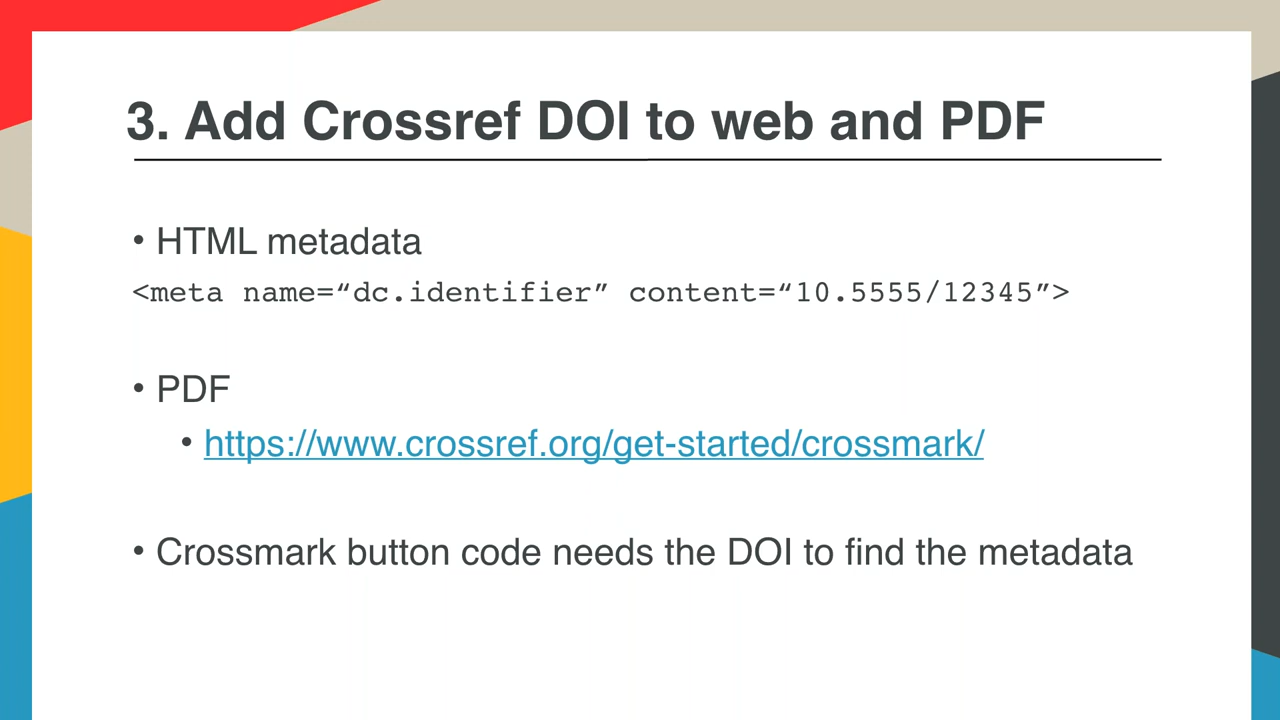 3. Add Crossref DOI to web and PDF
• HTML metadata
<meta name=“dc.identifier” content=“10.5555/12345”>
• PDF
• https://www.crossref.org/get-started/crossmark/
• Crossmark button code needs the DOI to find the metadata